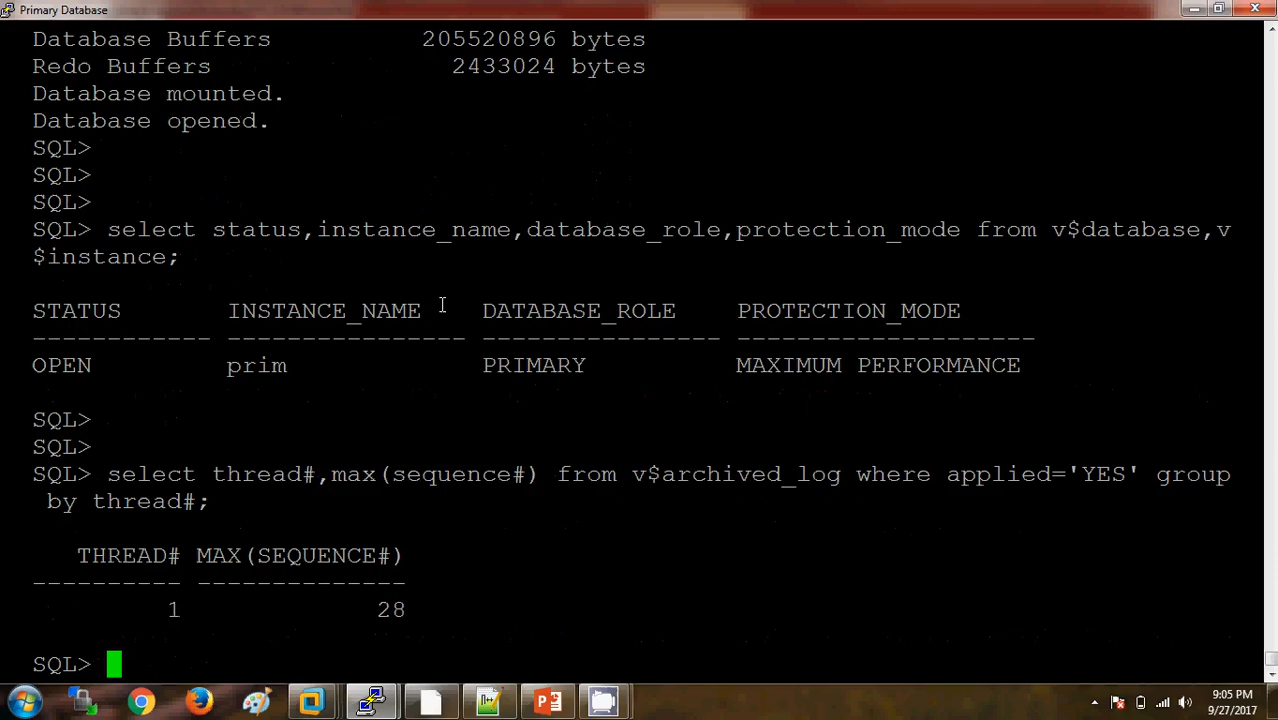 Primary Database
Database Buffers 205520896 bytes
Redo Buffers 2433024 bytes
Database mounted.
Database opened.
SQL>
SQL>
SQL>
SQL> select status,instance_name,database_role,protection_mode from v$database,v
$instance;
STATUS INSTANCE_NAME DATABASE_ROLE PROTECTION_MODE
------------ ---------------- ---------------- --------------------
OPEN prim PRIMARY MAXIMUM PERFORMANCE
SQL>
SQL>
SQL> select thread#,max(sequence#) from v$archived_log where applied='YES' group
by thread#;
THREAD# MAX(SEQUENCE#)
---------- --------------
1 28
SQL>
9:05 PM
9/27/2017